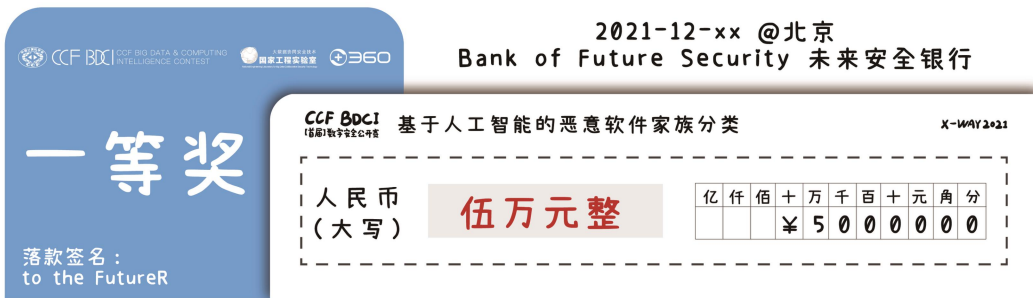 CCF BDCI CCF BIG DATA & COMPUTING INTELLIGENCE CONTEST
国家工程实验室
360
一等奖
落款签名:
to the FutureR
2021-12-xx @北京
Bank of Future Security 未来安全银行
CCF BDCI
(首届)数字安全公开赛
基于人工智能的恶意软件家族分类
X-WAY2021
人民币
(大写)
伍万元整
亿 仟 佰 十 万 千 百 十 元 角 分
¥ 5 0 0 0 0 0 0